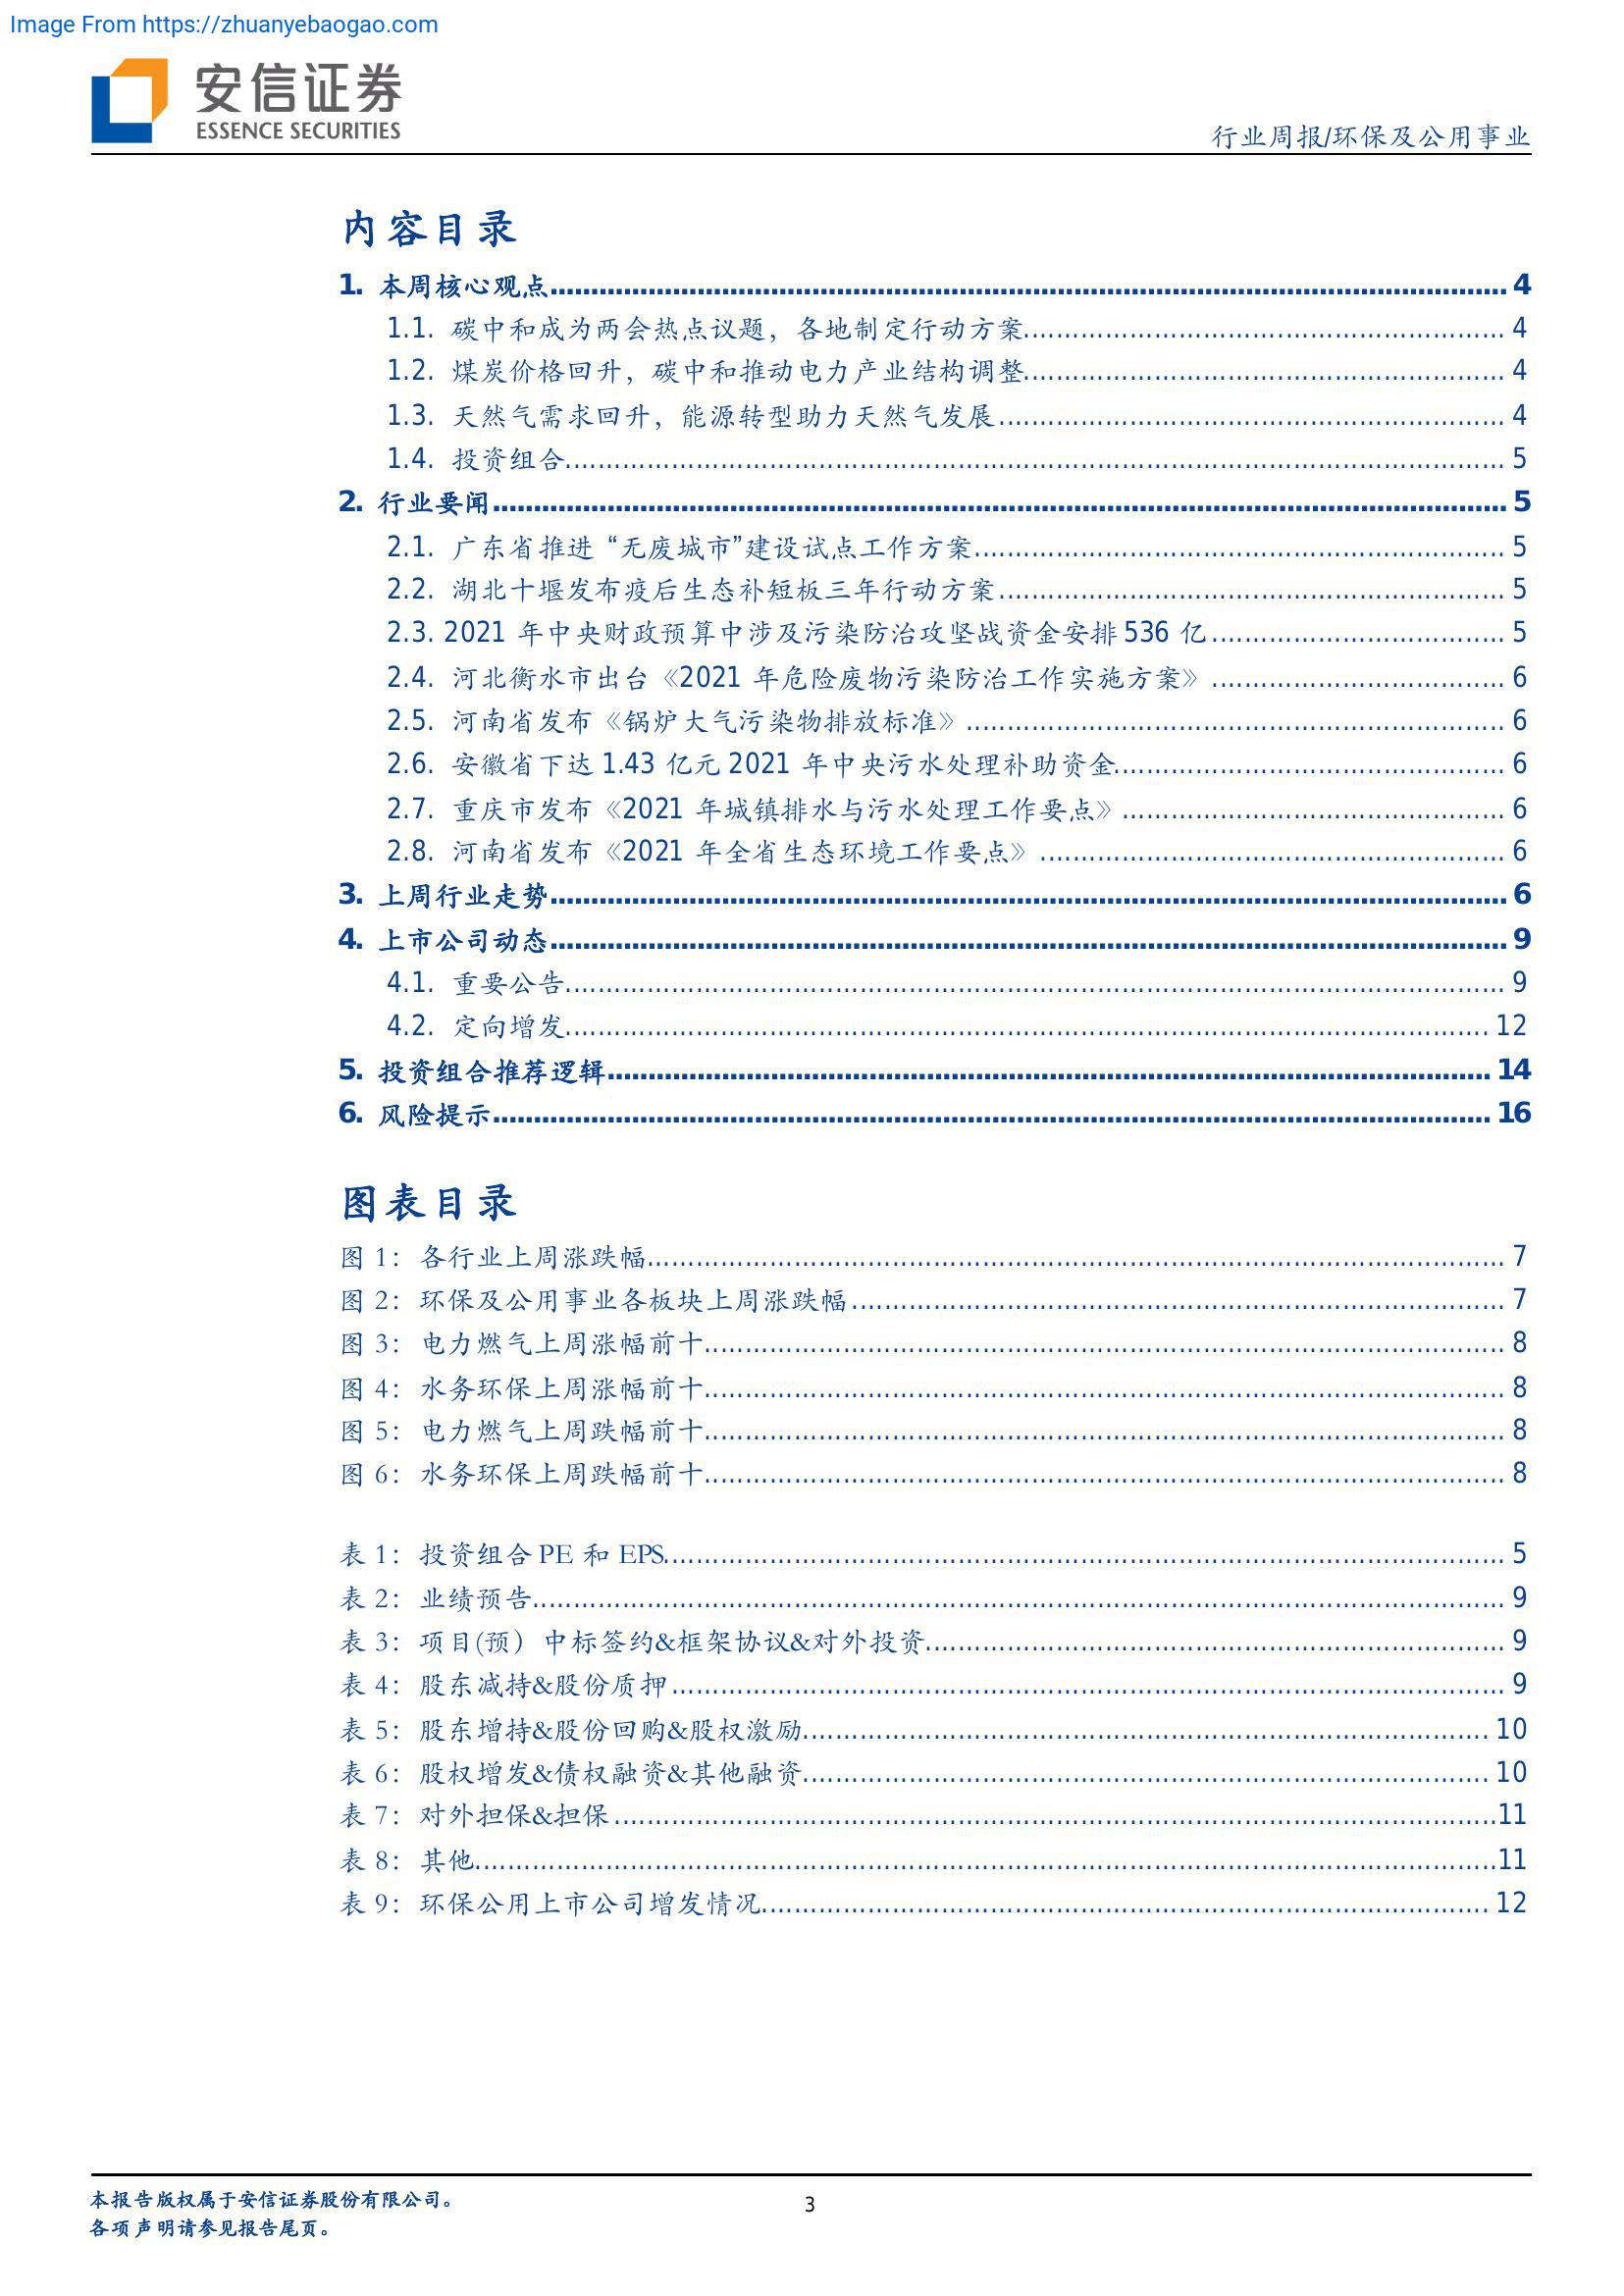 Image From https://zhuanyebaogao.com
安信证券
ESSENCE SECURITIES
行业周报/环保及公用事业
内容目录
1. 本周核心观点 4
1.1. 碳中和成为两会热点议题，各地制定行动方案 4
1.2. 煤炭价格回升，碳中和推动电力产业结构调整 4
1.3. 天然气需求回升，能源转型助力天然气发展 4
1.4. 投资组合 5
2. 行业要闻 5
2.1. 广东省推进“无废城市”建设试点工作方案 5
2.2. 湖北十堰发布疫后生态补短板三年行动方案 5
2.3. 2021 年中央财政预算中涉及污染防治攻坚战资金安排 536 亿 5
2.4. 河北衡水市出台《2021 年危险废物污染防治工作实施方案》 6
2.5. 河南省发布《锅炉大气污染物排放标准》 6
2.6. 安徽省下达 1.43 亿元 2021 年中央污水处理补助资金 6
2.7. 重庆市发布《2021 年城镇排水与污水处理工作要点》 6
2.8. 河南省发布《2021 年全省生态环境工作要点》 6
3. 上周行业走势 6
4. 上市公司动态 9
4.1. 重要公告 9
4.2. 定向增发 12
5. 投资组合推荐逻辑 14
6. 风险提示 16
图表目录
图 1：各行业上周涨跌幅 7
图 2：环保及公用事业各板块上周涨跌幅 7
图 3：电力燃气上周涨幅前十 8
图 4：水务环保上周涨幅前十 8
图 5：电力燃气上周跌幅前十 8
图 6：水务环保上周跌幅前十 8
表 1：投资组合 PE 和 EPS 5
表 2：业绩预告 9
表 3：项目(预）中标签约&框架协议&对外投资 9
表 4：股东减持&股份质押 9
表 5：股东增持&股份回购&股权激励 10
表 6：股权增发&债权融资&其他融资 10
表 7：对外担保&担保 11
表 8：其他 11
表 9：环保公用上市公司增发情况 12
本报告版权属于安信证券股份有限公司。
各项声明请参见报告尾页。
3